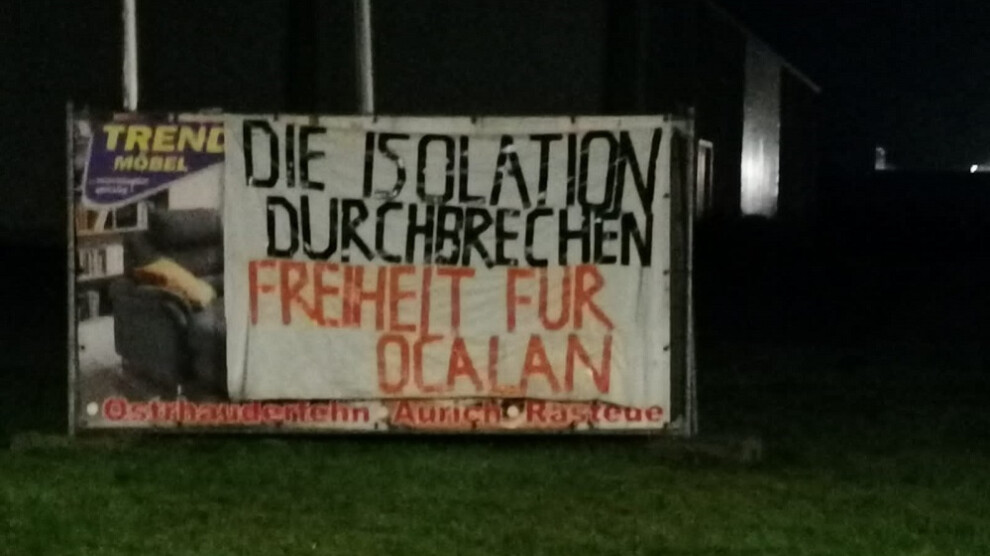 TREND
MÖBEL
DIE ISOLATION
DURCHBRECHEN
FREIHEIT FUR
OCALAN
Ostrhauderfehn • Aurich • Rastede